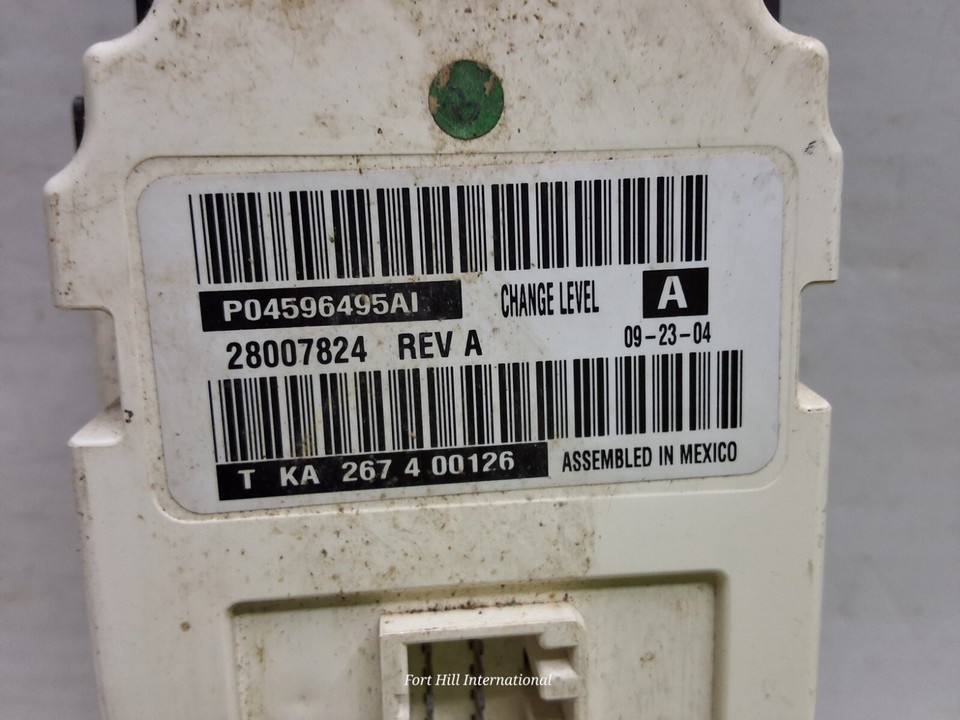 P04596495AI
CHANGE LEVEL A
28007824 REV A
09-23-04
T KA 267 4 00126
ASSEMBLED IN MEXICO
Fort Hill International